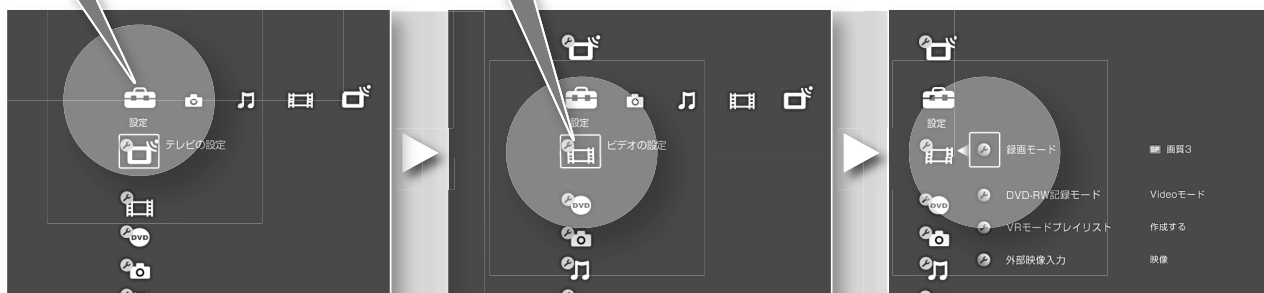 設定
テレビの設定
DVD
設定
ビデオの設定
DVD
設定
録画モード
SP 画質3
DVD-RW記録モード
Videoモード
DVD
VRモードプレイリスト
作成する
外部映像入力
映像